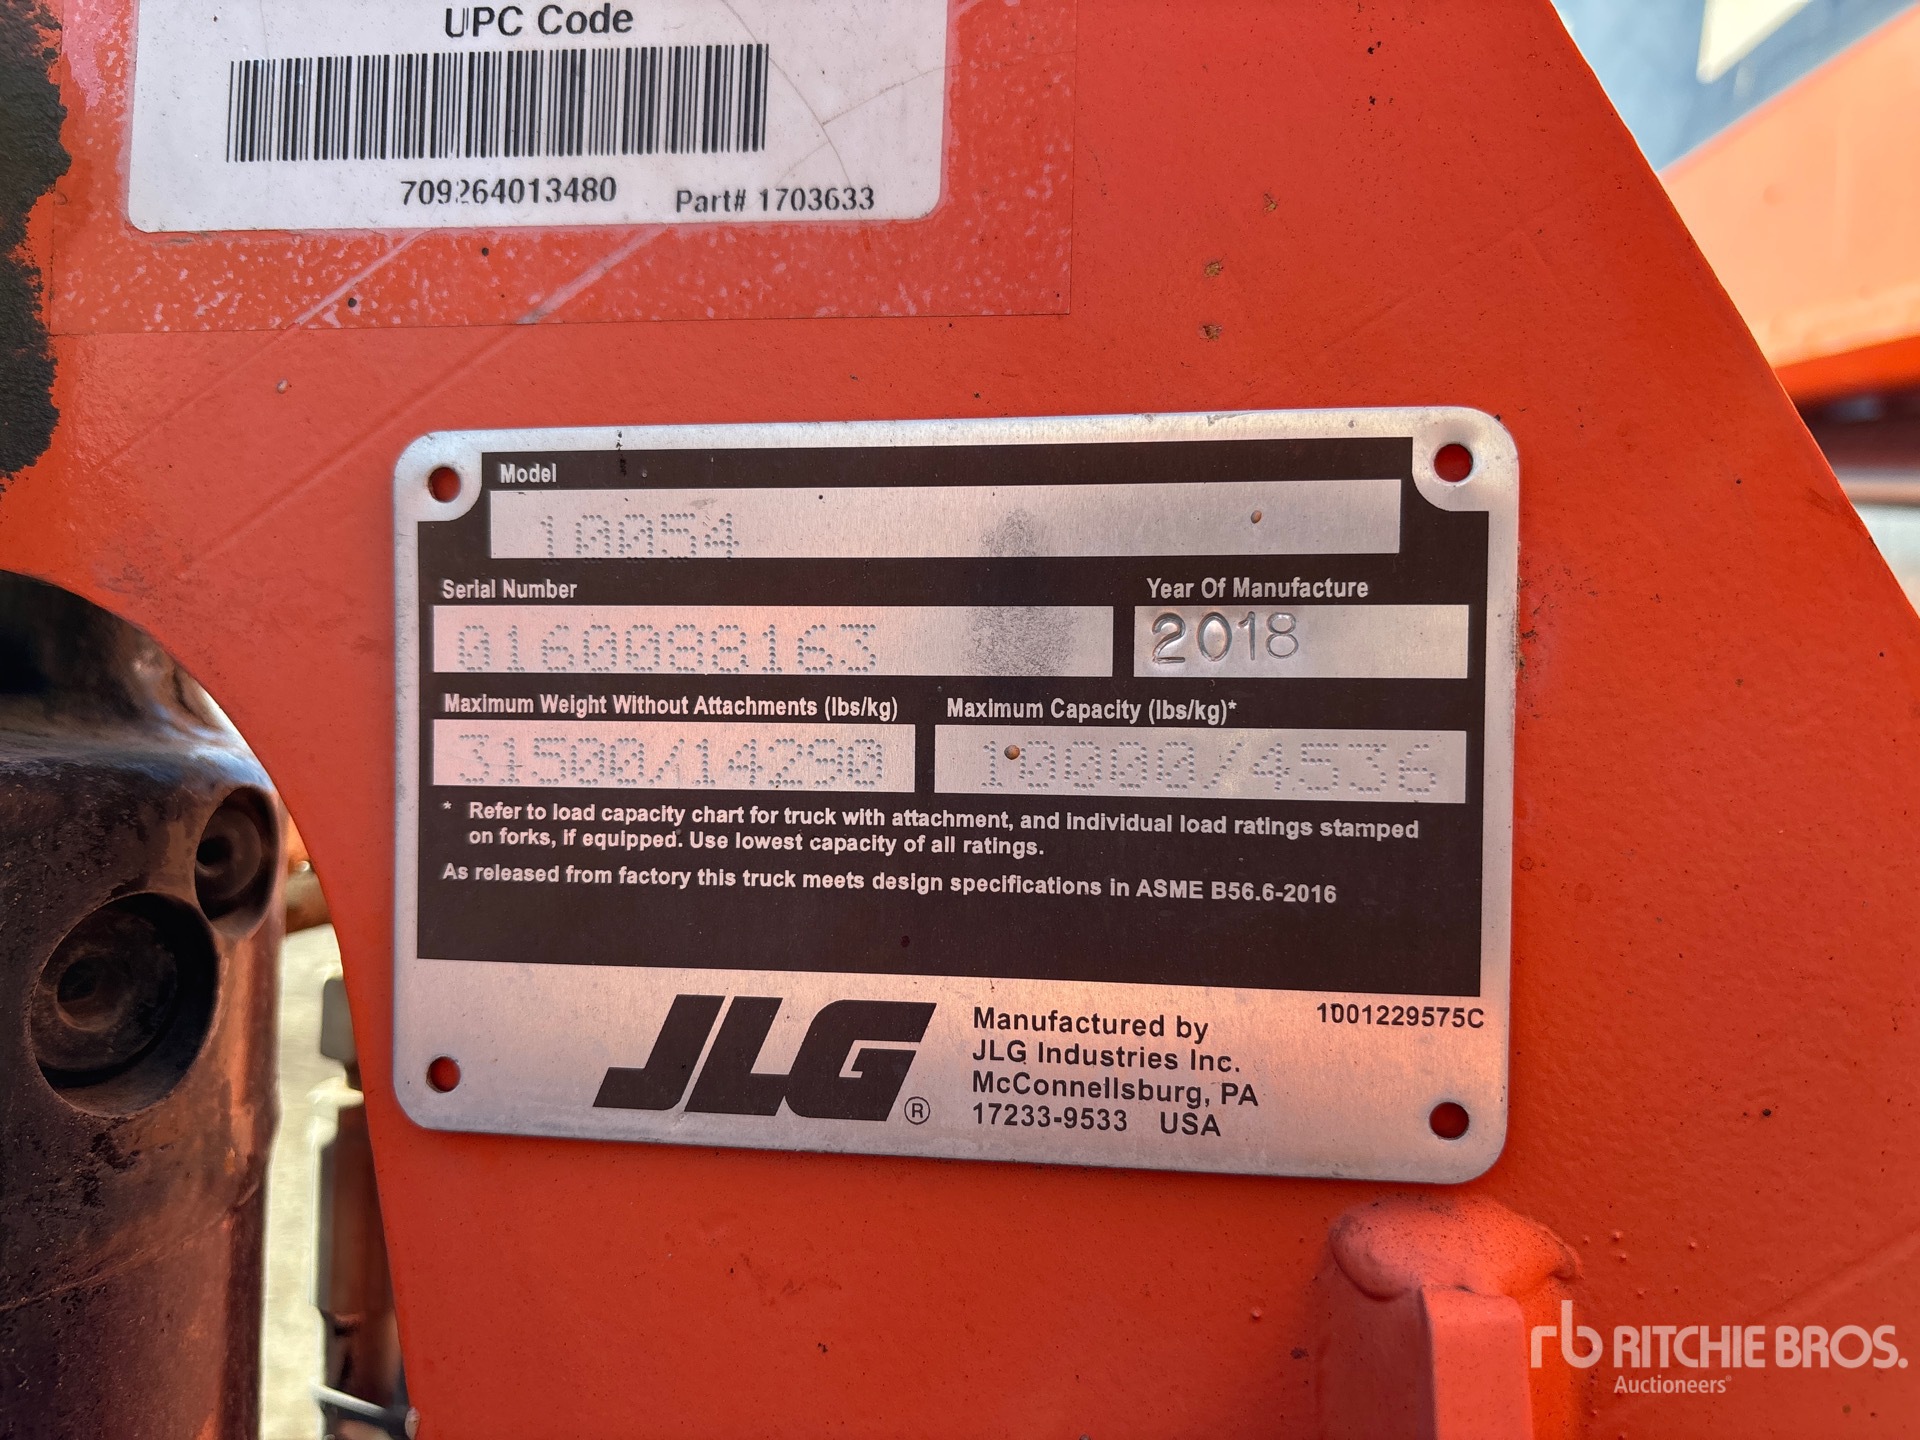 UPC Code
709264013480
Part# 1703633
Model
10054
Serial Number
0160088163
Year Of Manufacture
2018
Maximum Weight Without Attachments (lbs/kg)
31500/14290
Maximum Capacity (lbs/kg)*
10000/4536
* Refer to load capacity chart for truck with attachment, and individual load ratings stamped
on forks, if equipped. Use lowest capacity of all ratings.
As released from factory this truck meets design specifications in ASME B56.6-2016
1001229575C
JLG®
Manufactured by
JLG Industries Inc.
McConnellsburg, PA
17233-9533 USA
rb RITCHIE BROS.
Auctioneers